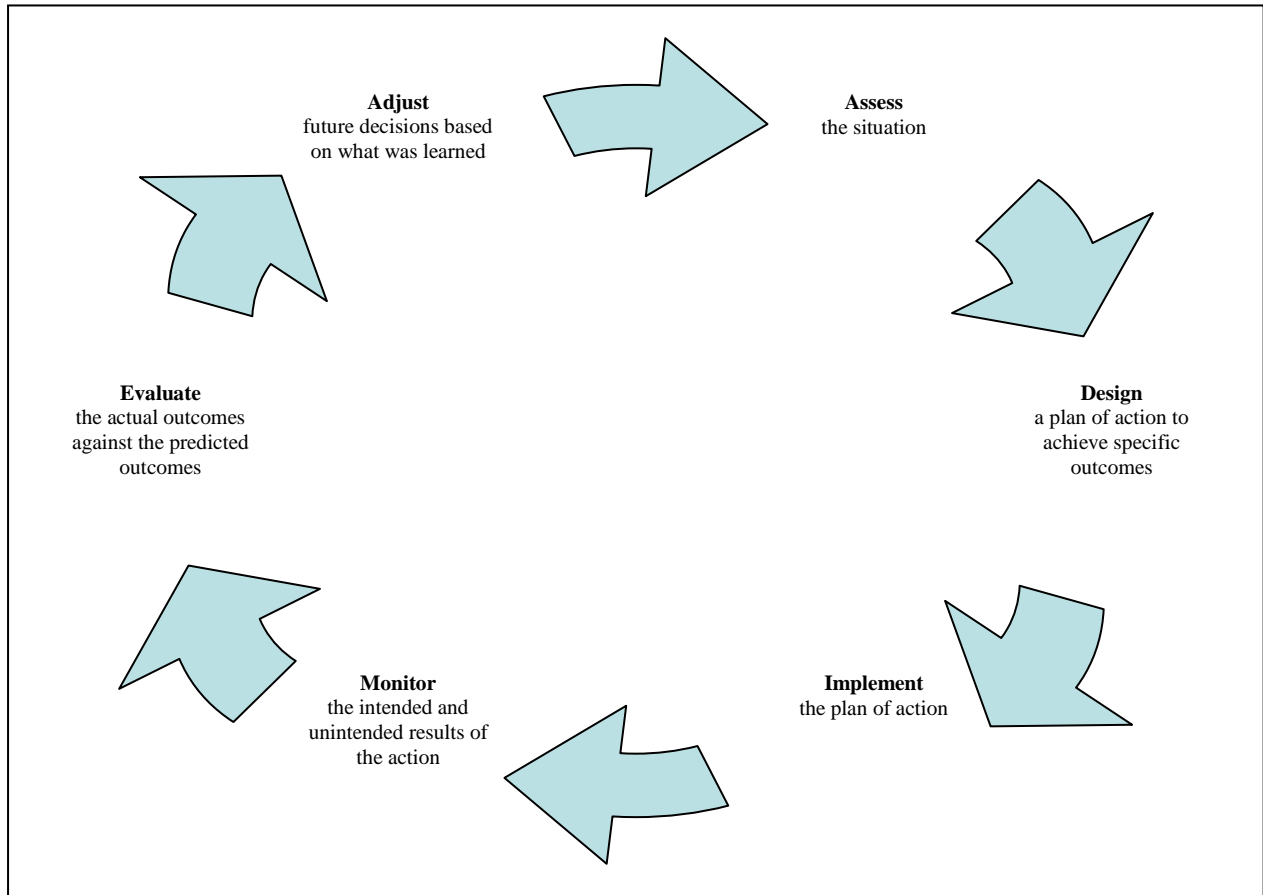 Adjust
future decisions based
on what was learned
Assess
the situation
Design
a plan of action to
achieve specific
outcomes
Implement
the plan of action
Monitor
the intended and
unintended results of
the action
Evaluate
the actual outcomes
against the predicted
outcomes